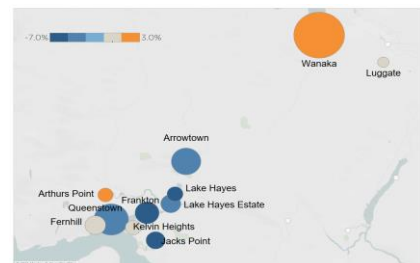 -7.0% 3.0%
Wanaka
Luggate
Arrowtown
Lake Hayes
Arthurs Point
Frankton
Lake Hayes Estate
Queenstown
Fernhill
Kelvin Heights
Jacks Point